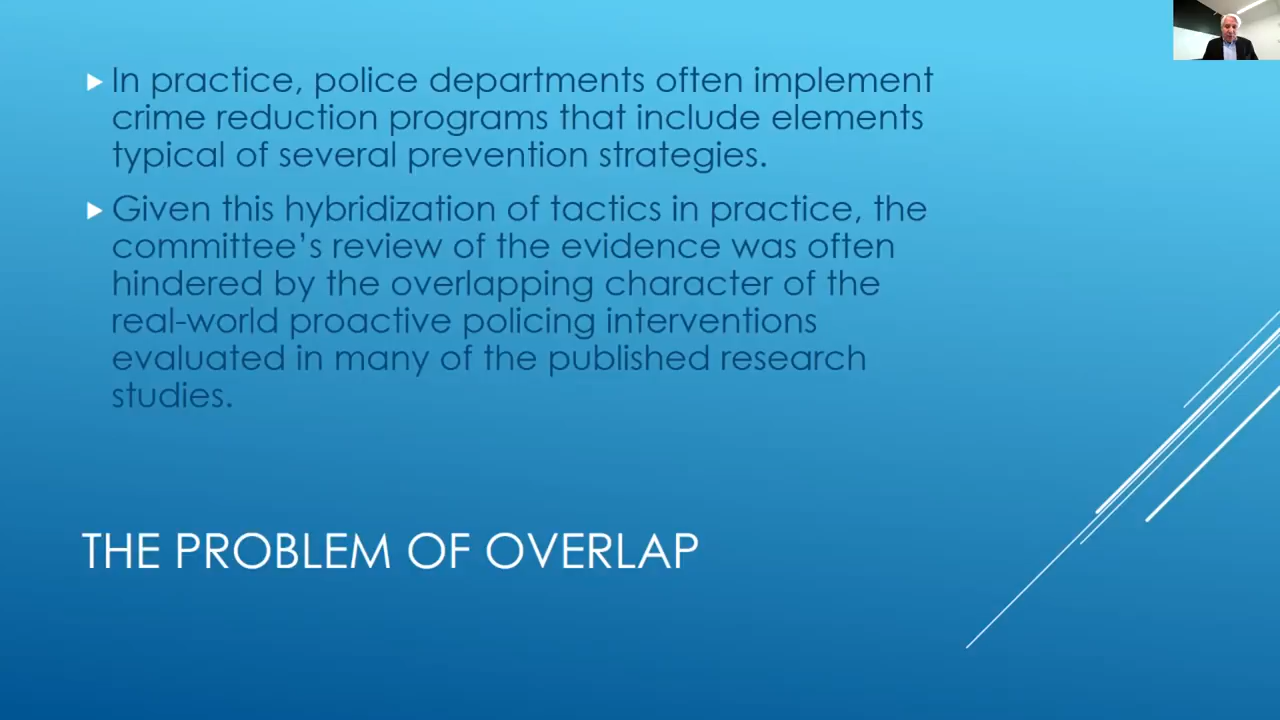 In practice, police departments often implement
crime reduction programs that include elements
typical of several prevention strategies.
Given this hybridization of tactics in practice, the
committee’s review of the evidence was often
hindered by the overlapping character of the
real-world proactive policing interventions
evaluated in many of the published research
studies.
THE PROBLEM OF OVERLAP